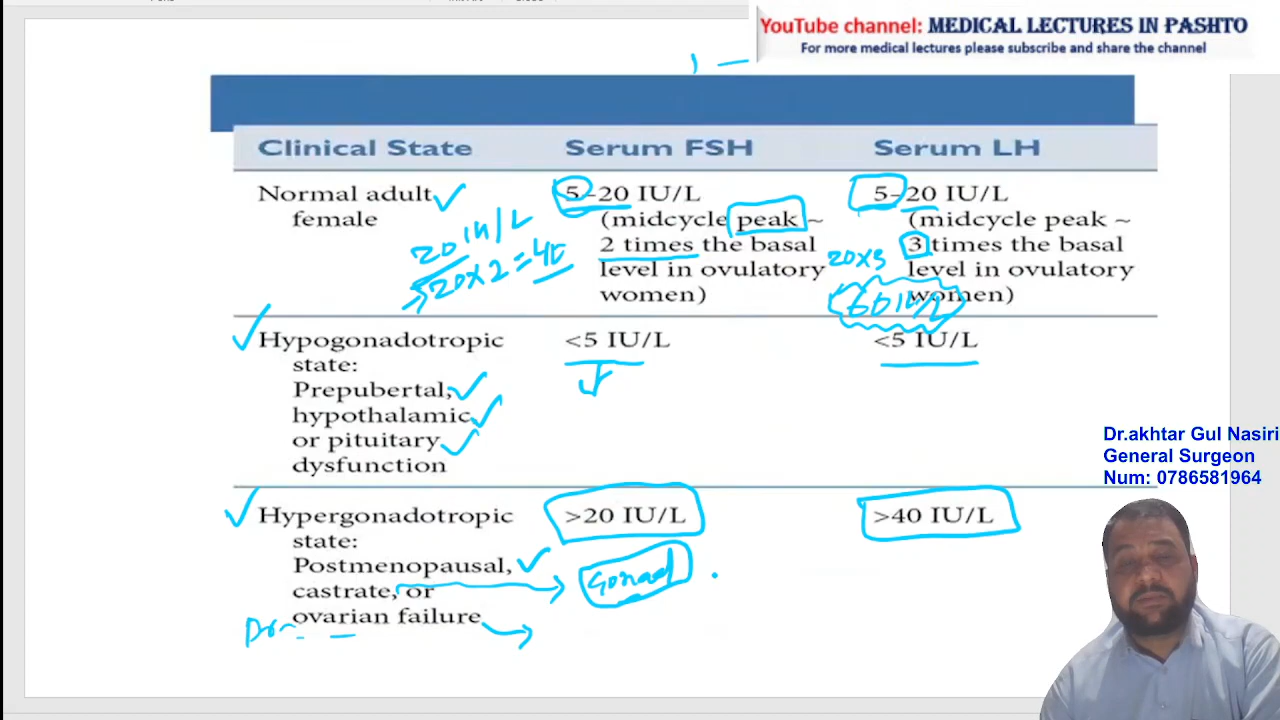 YouTube channel: MEDICAL LECTURES IN PASHTO
For more medical lectures please subscribe and share the channel
Clinical State Serum FSH Serum LH
Normal adult 5–20 IU/L 5–20 IU/L
female (midcycle peak ~ (midcycle peak ~
2 times the basal 3 times the basal
level in ovulatory level in ovulatory
women) women)
20 IU/L
20x2=40
20x3
60 IU/L
Hypogonadotropic <5 IU/L <5 IU/L
state:
Prepubertal,
hypothalamic
or pituitary
dysfunction
Dr.akhtar Gul Nasiri
General Surgeon
Num: 0786581964
Hypergonadotropic >20 IU/L >40 IU/L
state:
Postmenopausal,
castrate, or
ovarian failure
Gonad